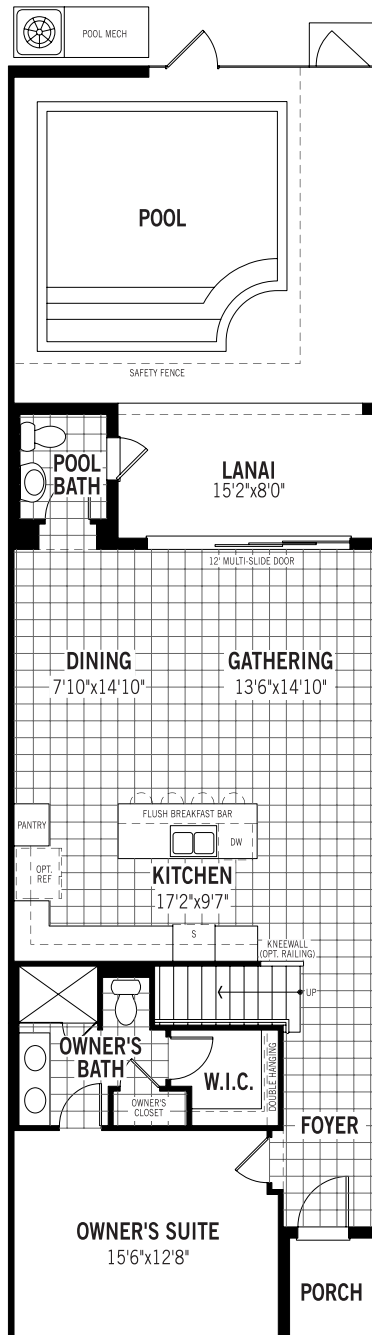 POOL MECH
POOL
SAFETY FENCE
POOL
BATH
LANAI
15'2"x8'0"
12' MULTI-SLIDE DOOR
DINING
7'10"x14'10"
GATHERING
13'6"x14'10"
PANTRY
FLUSH BREAKFAST BAR
DW
OPT.
REF
KITCHEN
17'2"x9'7"
S
KNEEWALL
(OPT. RAILING)
UP
OWNER'S
BATH
W.I.C.
DOUBLE HANGING
OWNER'S
CLOSET
FOYER
OWNER'S SUITE
15'6"x12'8"
PORCH